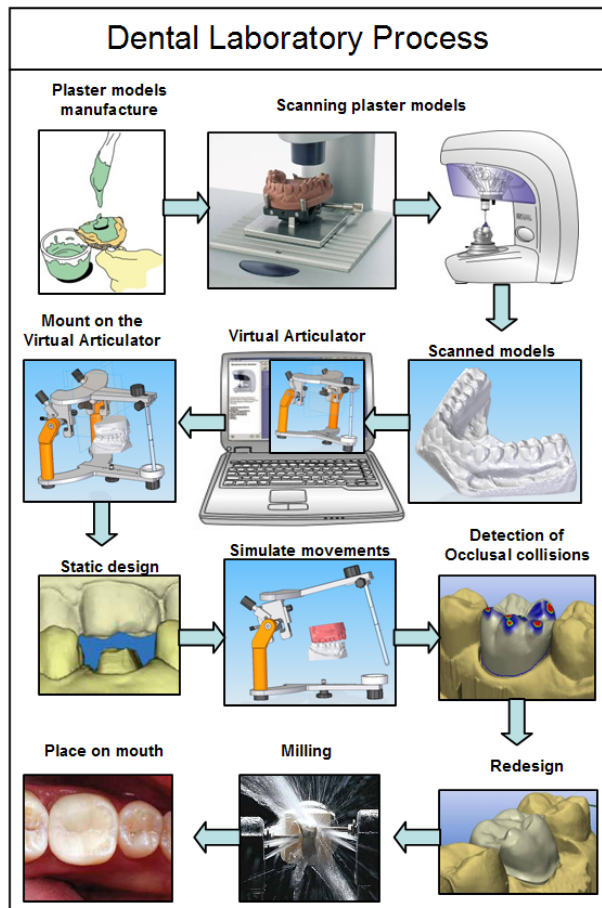 Dental Laboratory Process
Plaster models
manufacture
Scanning plaster models
Scanned models
Virtual Articulator
Mount on the
Virtual Articulator
Static design
Simulate movements
Detection of
Occlusal collisions
Redesign
Milling
Place on mouth